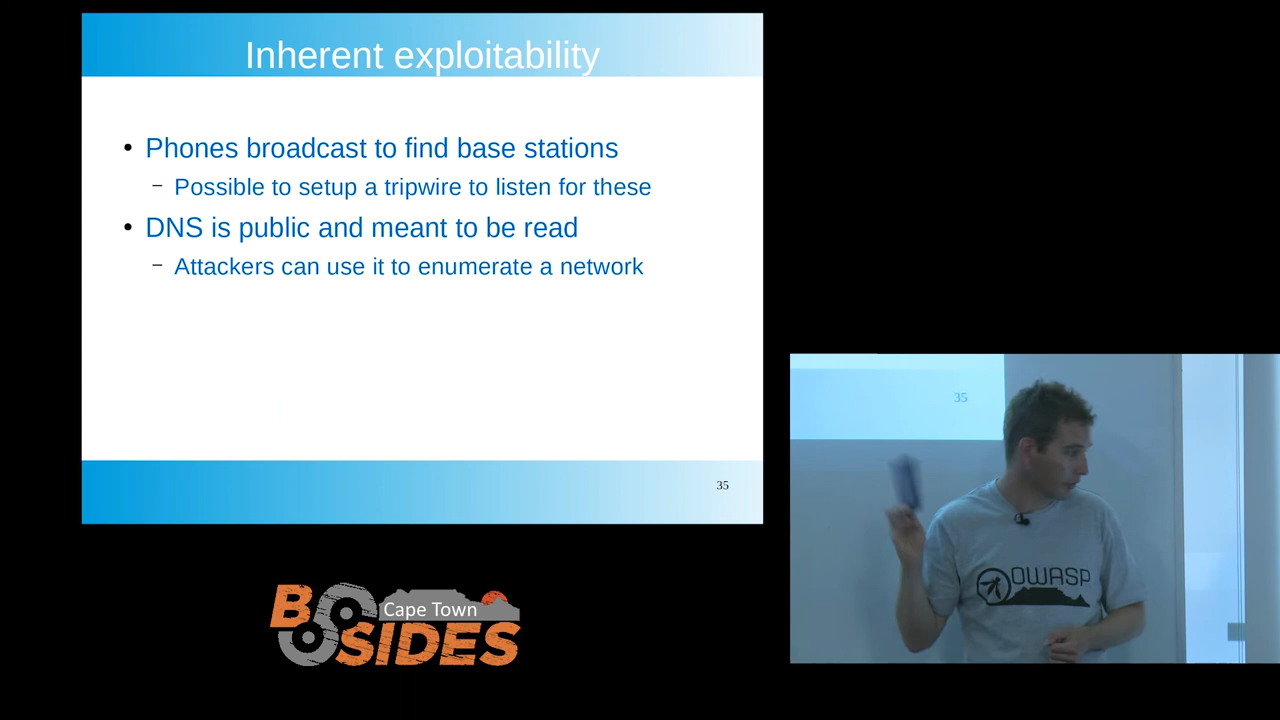 Inherent exploitability
• Phones broadcast to find base stations
– Possible to setup a tripwire to listen for these
• DNS is public and meant to be read
– Attackers can use it to enumerate a network
35
35
OWASP
B
Cape Town
SIDES